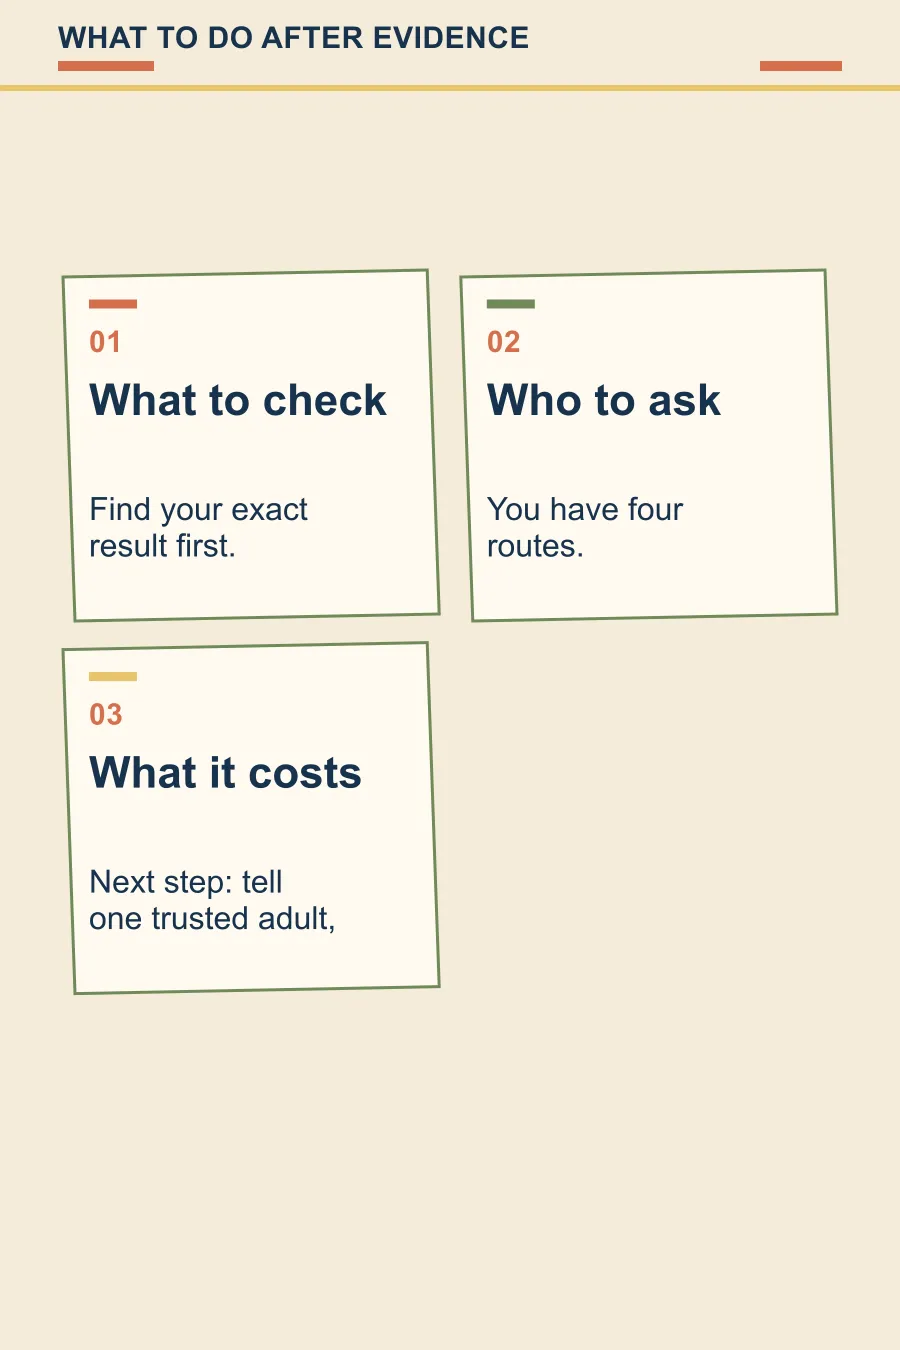 WHAT TO DO AFTER EVIDENCE
01
What to check
Find your exact
result first.
02
Who to ask
You have four
routes.
03
What it costs
Next step: tell
one trusted adult,